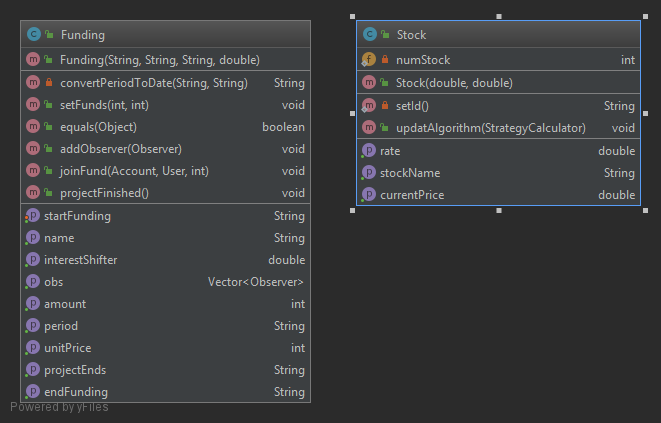 Funding
Funding(String, String, String, double)
convertPeriodToDate(String, String) String
setFunds(int, int) void
equals(Object) boolean
addObserver(Observer) void
joinFund(Account, User, int) void
projectFinished() void
startFunding String
name String
interestShifter double
obs Vector<Observer>
amount int
period String
unitPrice int
projectEnds String
endFunding String
Stock
numStock int
Stock(double, double)
setId() String
updatAlgorithm(StrategyCalculator) void
rate double
stockName String
currentPrice double
Powered by yFiles